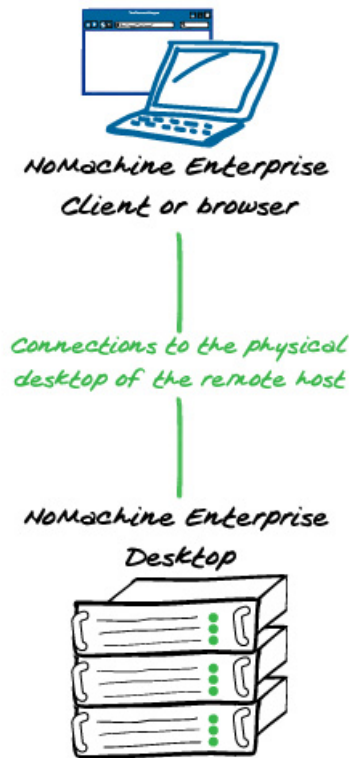 NoMachine Enterprise
Client or browser
Connections to the physical
desktop of the remote host
NoMachine Enterprise
Desktop